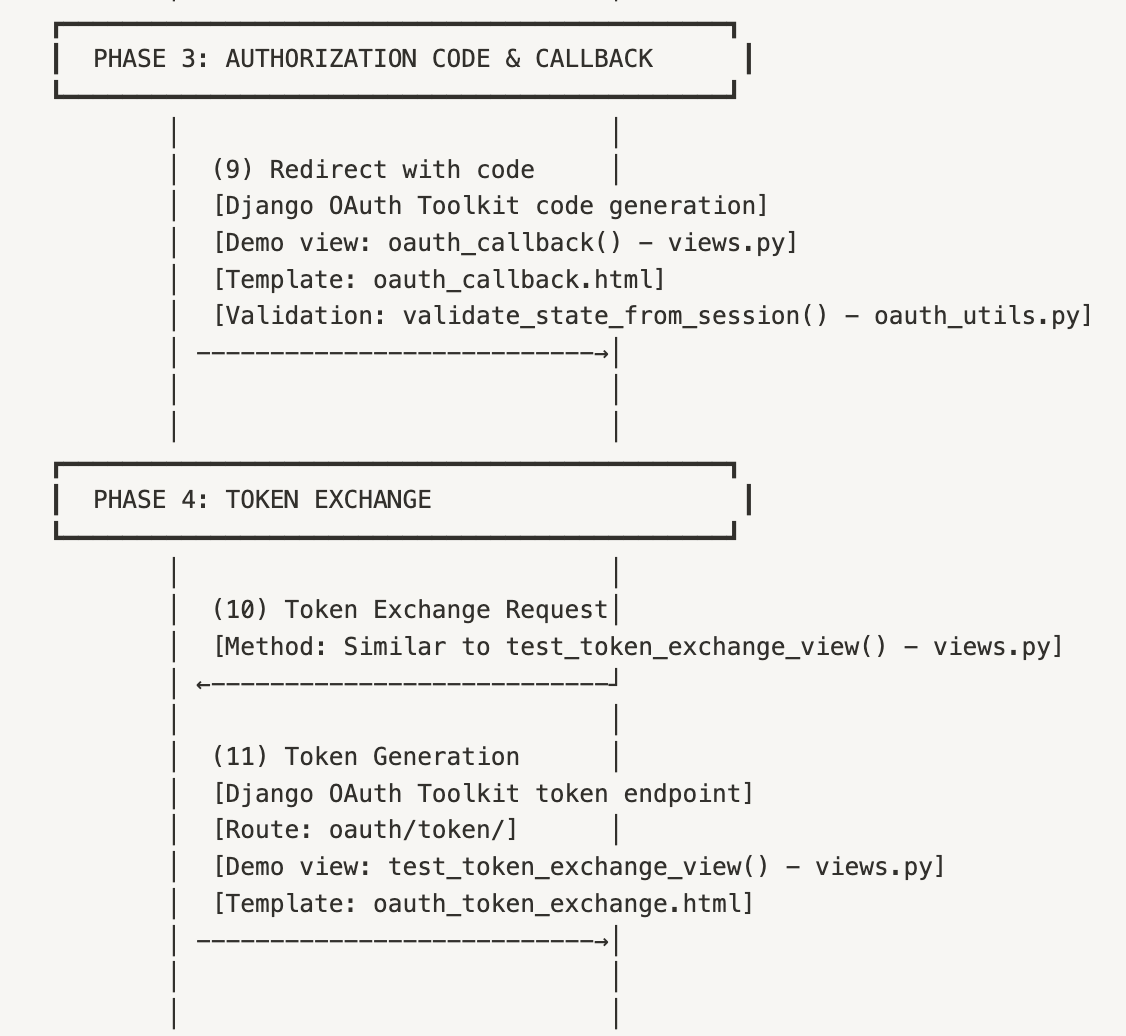 PHASE 3: AUTHORIZATION CODE & CALLBACK
(9) Redirect with code
[Django OAuth Toolkit code generation]
[Demo view: oauth_callback() – views.py]
[Template: oauth_callback.html]
[Validation: validate_state_from_session() – oauth_utils.py]
PHASE 4: TOKEN EXCHANGE
(10) Token Exchange Request
[Method: Similar to test_token_exchange_view() – views.py]
(11) Token Generation
[Django OAuth Toolkit token endpoint]
[Route: oauth/token/]
[Demo view: test_token_exchange_view() – views.py]
[Template: oauth_token_exchange.html]